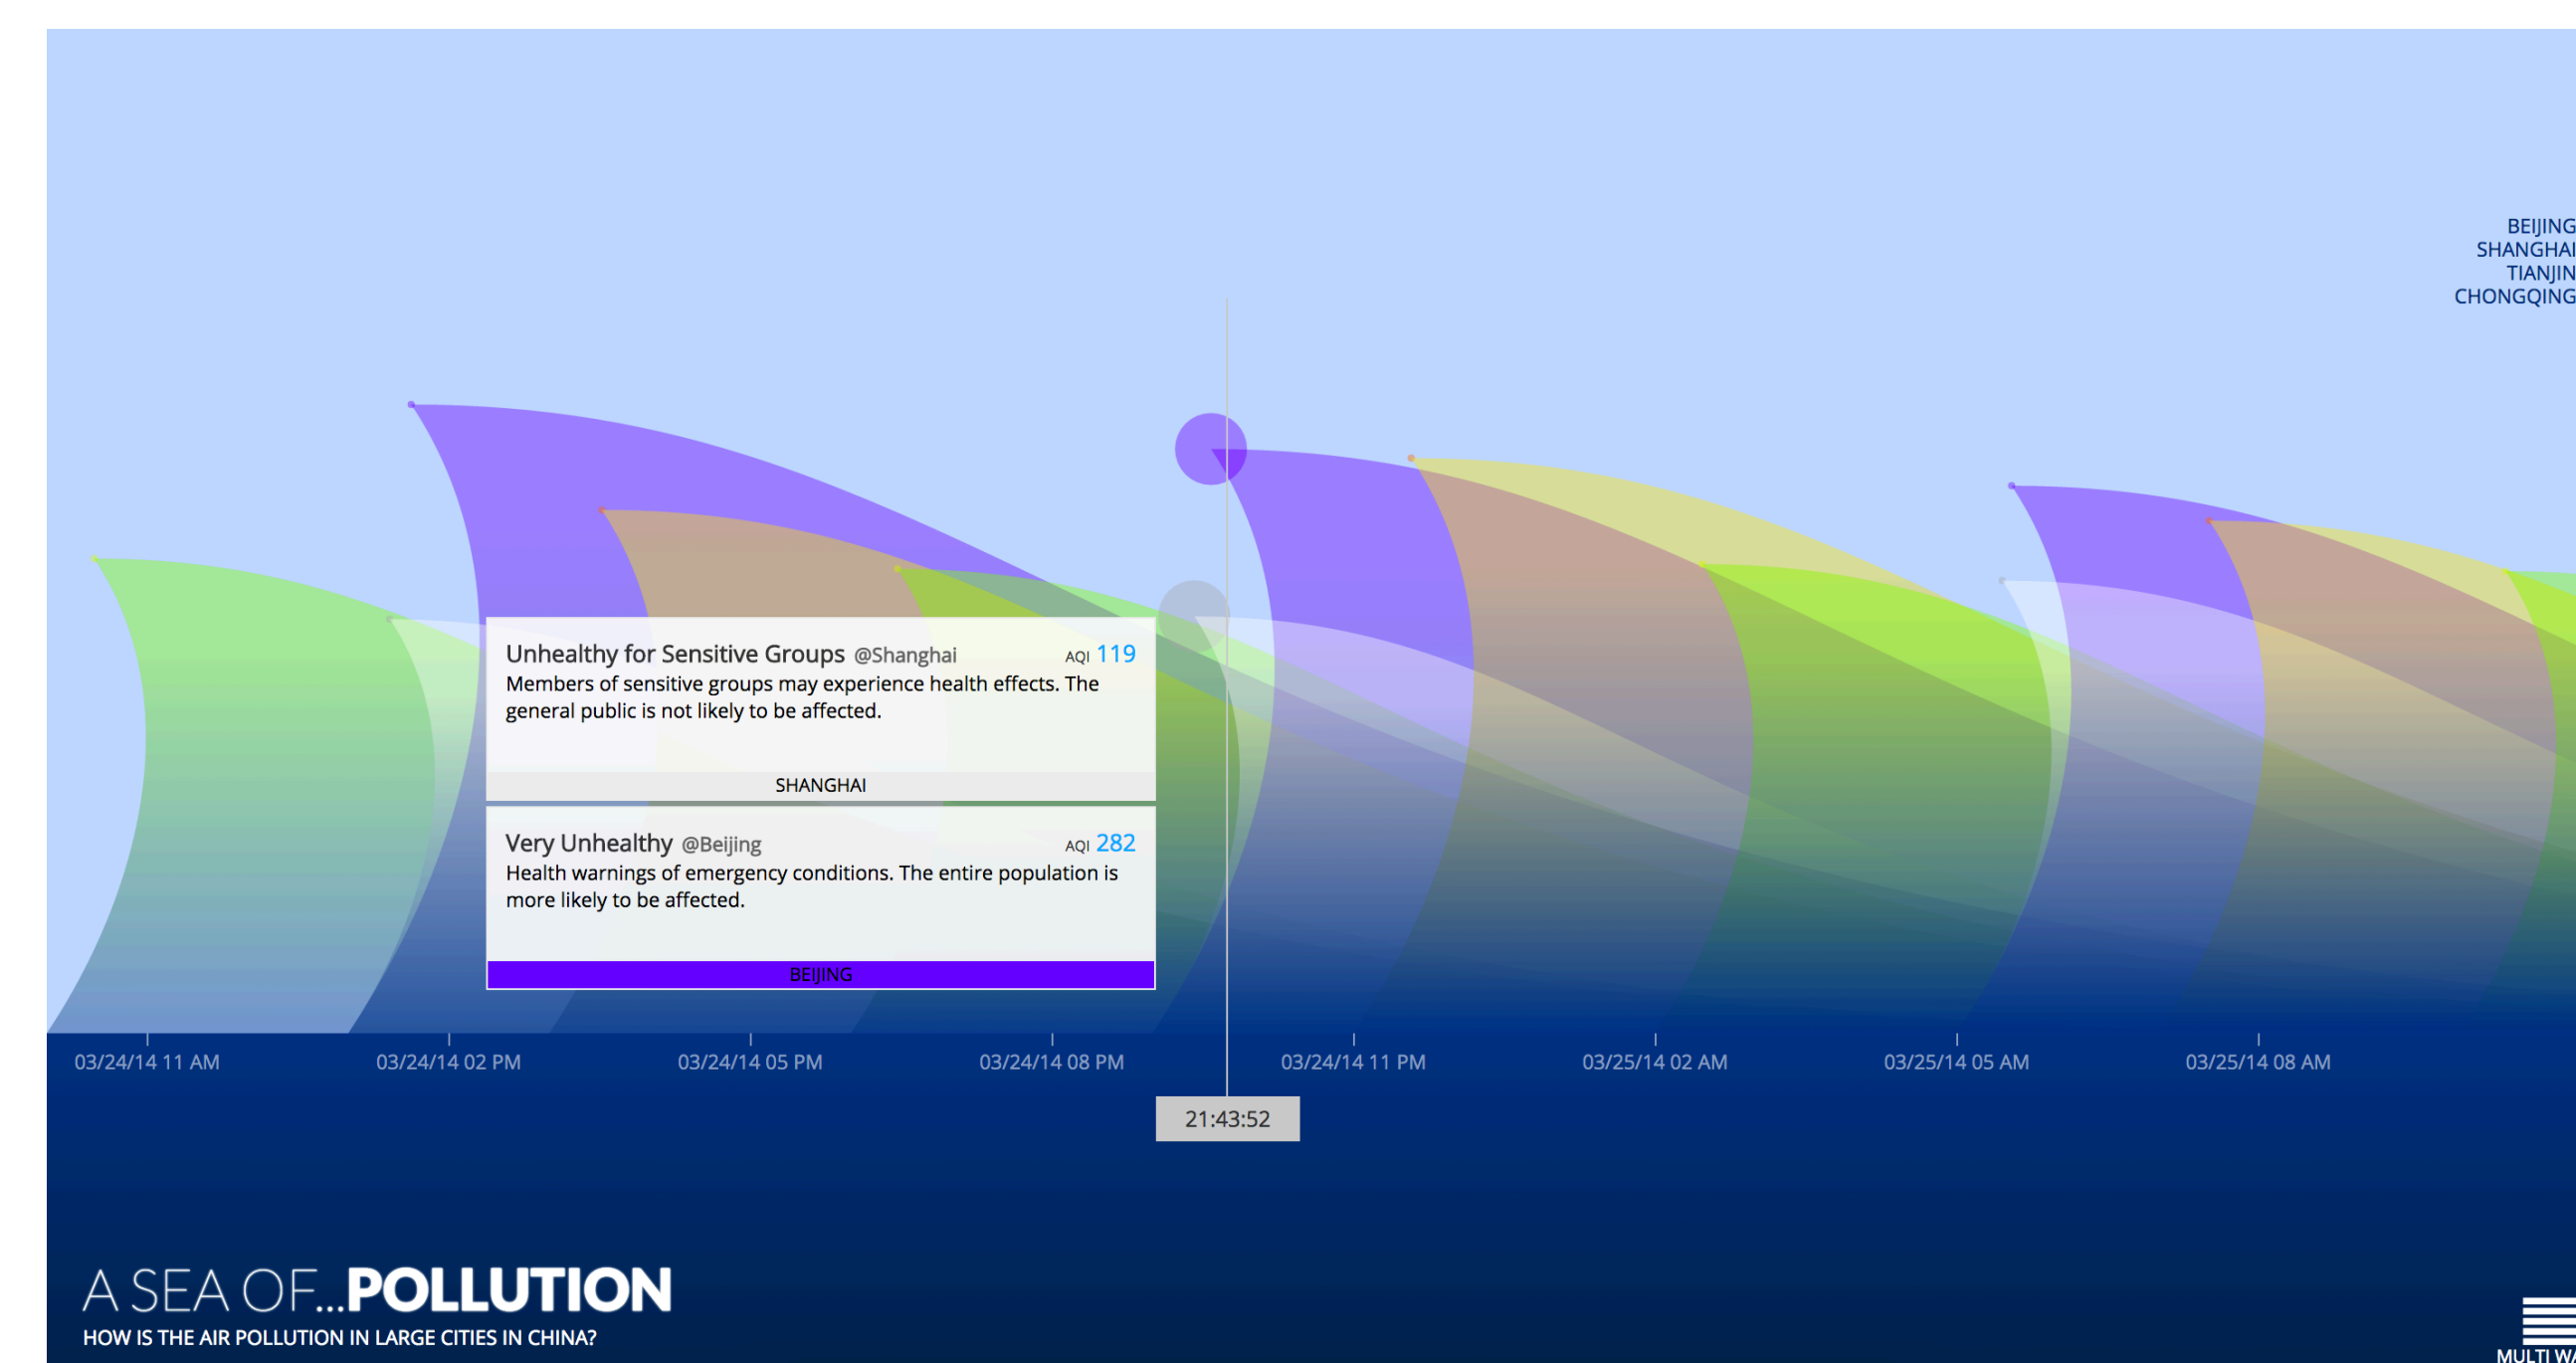 BEIJING
SHANGHAI
TIANJIN
CHONGQING
Unhealthy for Sensitive Groups @Shanghai AQI 119
Members of sensitive groups may experience health effects. The
general public is not likely to be affected.
SHANGHAI
Very Unhealthy @Beijing AQI 282
Health warnings of emergency conditions. The entire population is
more likely to be affected.
BEIJING
03/24/14 11 AM 03/24/14 02 PM 03/24/14 05 PM 03/24/14 08 PM 03/24/14 11 PM 03/25/14 02 AM 03/25/14 05 AM 03/25/14 08 AM
21:43:52
A SEA OF...POLLUTION
HOW IS THE AIR POLLUTION IN LARGE CITIES IN CHINA?
MULTI WA